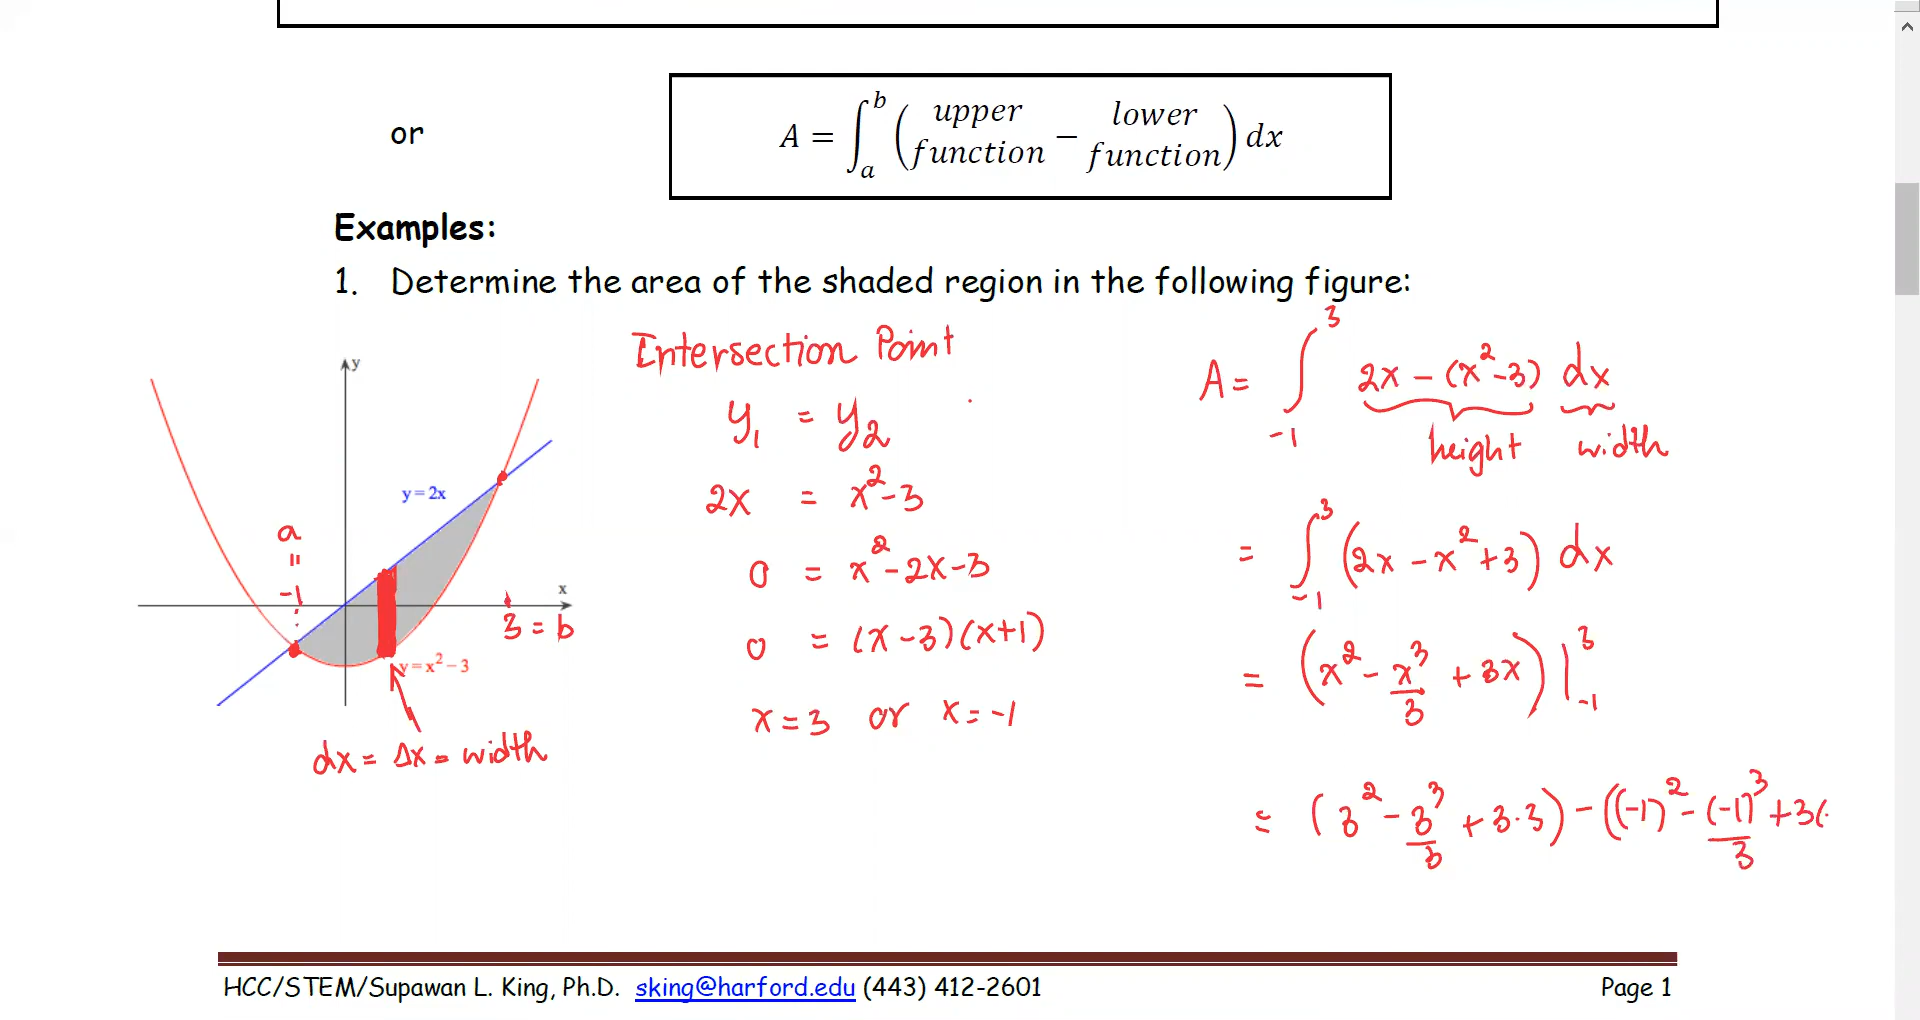 A = ∫_a^b (upper function − lower function) dx
or
Examples:
1. Determine the area of the shaded region in the following figure:
y
y = 2x
a
=
-1
x
3 = b
y = x² − 3
dx = Δx = width
Intersection Point
y₁ = y₂
2x = x² - 3
0 = x² - 2x - 3
0 = (x - 3)(x + 1)
x = 3 or x = -1
A = ∫_{-1}^{3} 2x - (x² - 3) dx
height width
= ∫_{-1}^{3} (2x - x² + 3) dx
= (x² - x³/3 + 3x) |_{-1}^{3}
= (3² - 3³/3 + 3·3) - ((-1)² - (-1)³/3 + 3(-
HCC/STEM/Supawan L. King, Ph.D. sking@harford.edu (443) 412-2601 Page 1